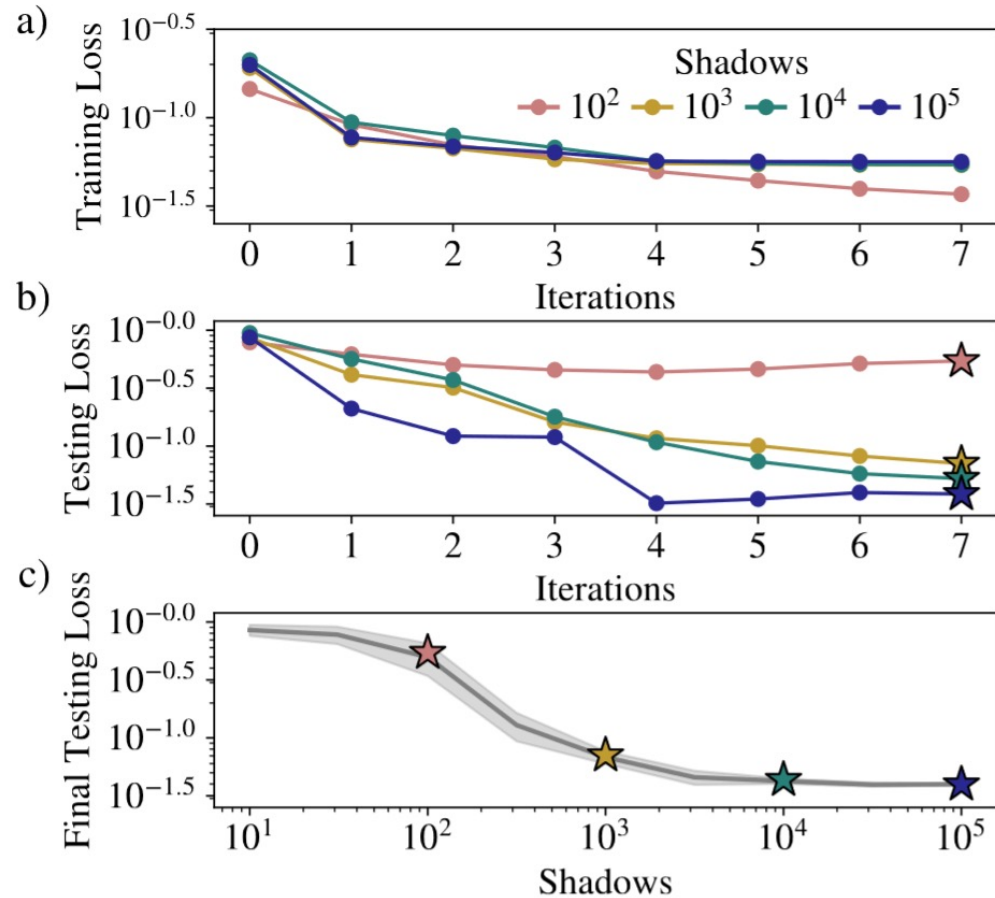 a)
Training Loss
10^{-0.5}
10^{-1.0}
10^{-1.5}
Shadows
10^2 10^3 10^4 10^5
0 1 2 3 4 5 6 7
Iterations
b)
Testing Loss
10^{-0.0}
10^{-0.5}
10^{-1.0}
10^{-1.5}
0 1 2 3 4 5 6 7
Iterations
c)
Final Testing Loss
10^{-0.0}
10^{-0.5}
10^{-1.0}
10^{-1.5}
10^1 10^2 10^3 10^4 10^5
Shadows